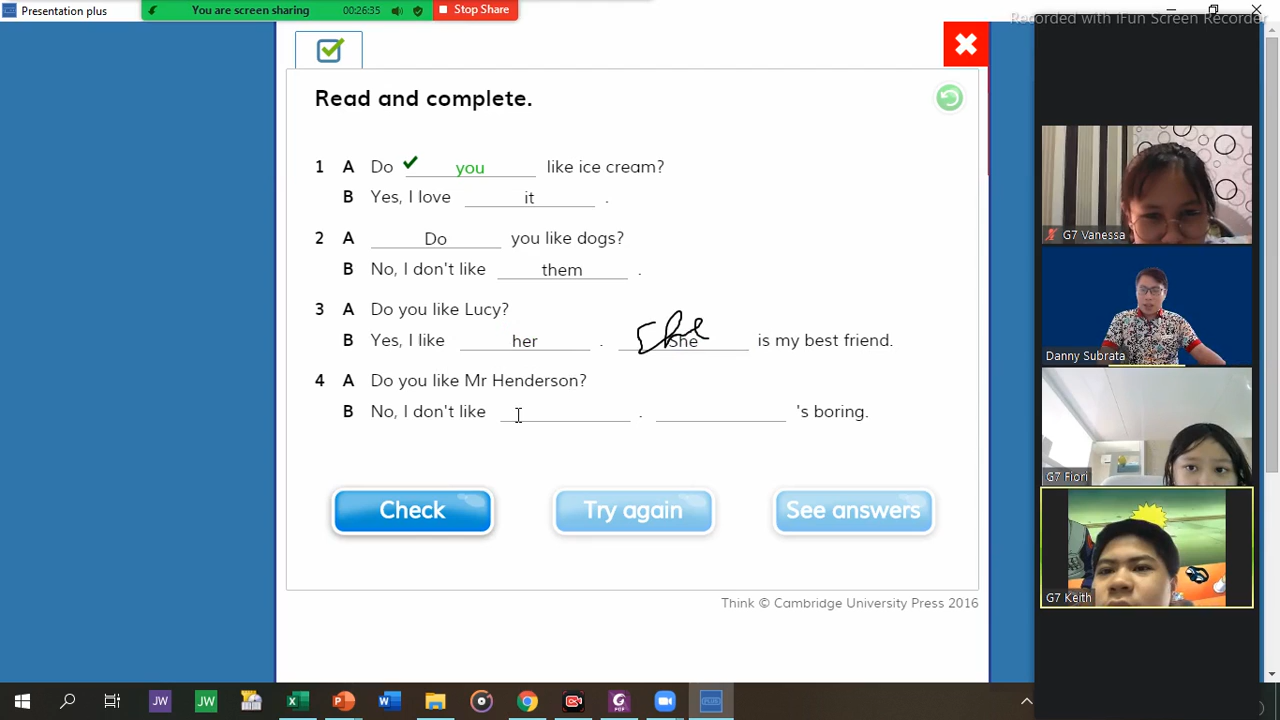 Presentation plus
You are screen sharing
00:26:35
Stop Share
Recorded with iFun Screen Recorder
Read and complete.
1 A Do you like ice cream?
B Yes, I love it .
2 A Do you like dogs?
B No, I don't like them .
3 A Do you like Lucy?
B Yes, I like her . She She is my best friend.
4 A Do you like Mr Henderson?
B No, I don't like . 's boring.
Check
Try again
See answers
Think © Cambridge University Press 2016
G7 Vanessa
Danny Subrata
G7 Fiori
G7 Keith
JW
JW